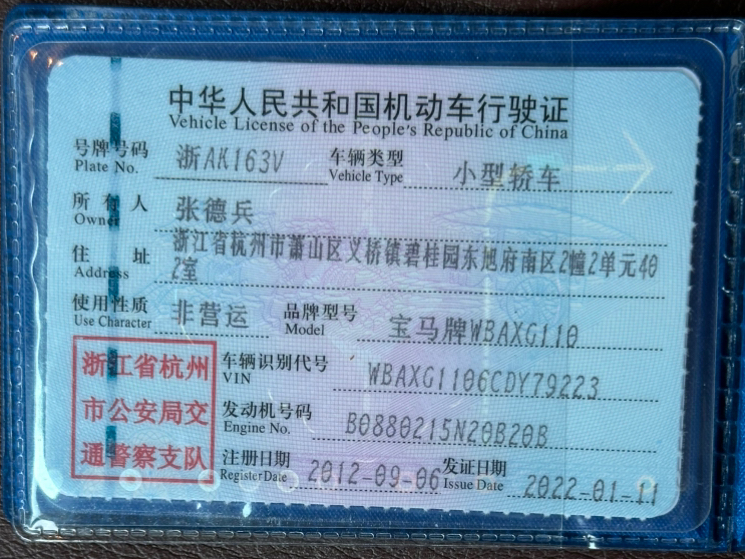 中华人民共和国机动车行驶证
Vehicle License of the People's Republic of China
号牌号码 浙AK163V 车辆类型 小型轿车
Plate No. Vehicle Type
所有人 张德兵
Owner
住址 浙江省杭州市萧山区义桥镇碧桂园东旭府南区2幢2单元40
Address 2室
使用性质 非营运 品牌型号 宝马牌WBAXG110
Use Character Model
浙江省杭州 车辆识别代号 WBAXG1106CDY79223
VIN
市公安局交 发动机号码 B0880215N20B20B
Engine No.
通警察支队 注册日期 2012-09-06 发证日期 2022-01-11
Register Date Issue Date